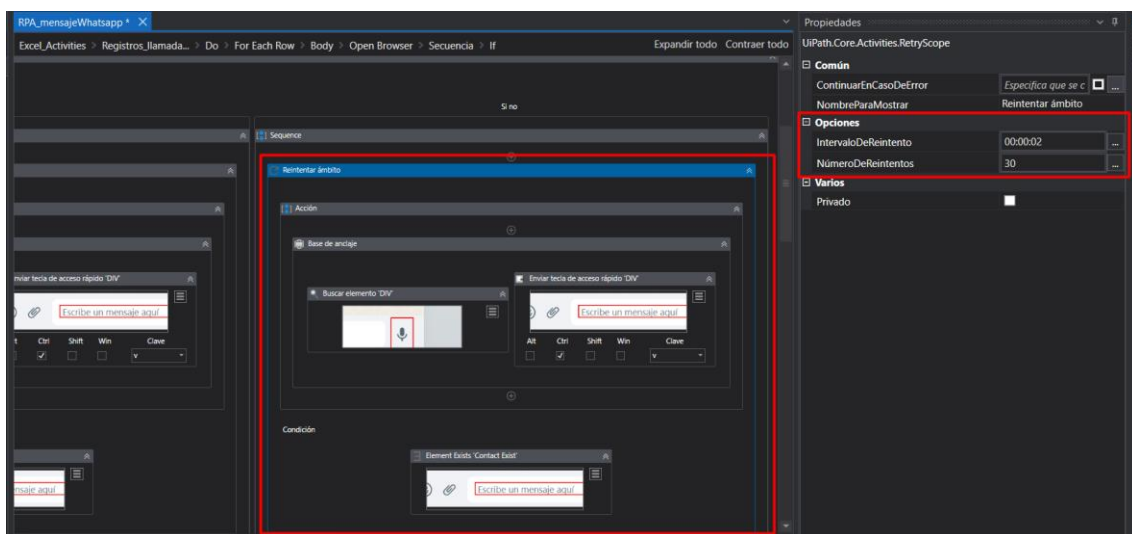 RPA_mensajeWhatsapp * ✕
Excel_Activities > Registros_llamada... > Do > For Each Row > Body > Open Browser > Secuencia > If
Expandir todo Contraer todo
Si no
Sequence
Reintentar ámbito
Acción
Base de anclaje
nviar tecla de acceso rápido 'DIV'
Escribe un mensaje aquí
t Ctrl Shift Win Clave
v
Buscar elemento 'DIV'
Enviar tecla de acceso rápido 'DIV'
Escribe un mensaje aquí
Alt Ctrl Shift Win Clave
v
Condición
nsaje aquí
Element Exists 'Contact Exist'
Escribe un mensaje aquí
Propiedades
UiPath.Core.Activities.RetryScope
Común
ContinuarEnCasoDeError Especifica que se c ...
NombreParaMostrar Reintentar ámbito
Opciones
IntervaloDeReintento 00:00:02 ...
NúmeroDeReintentos 30 ...
Varios
Privado